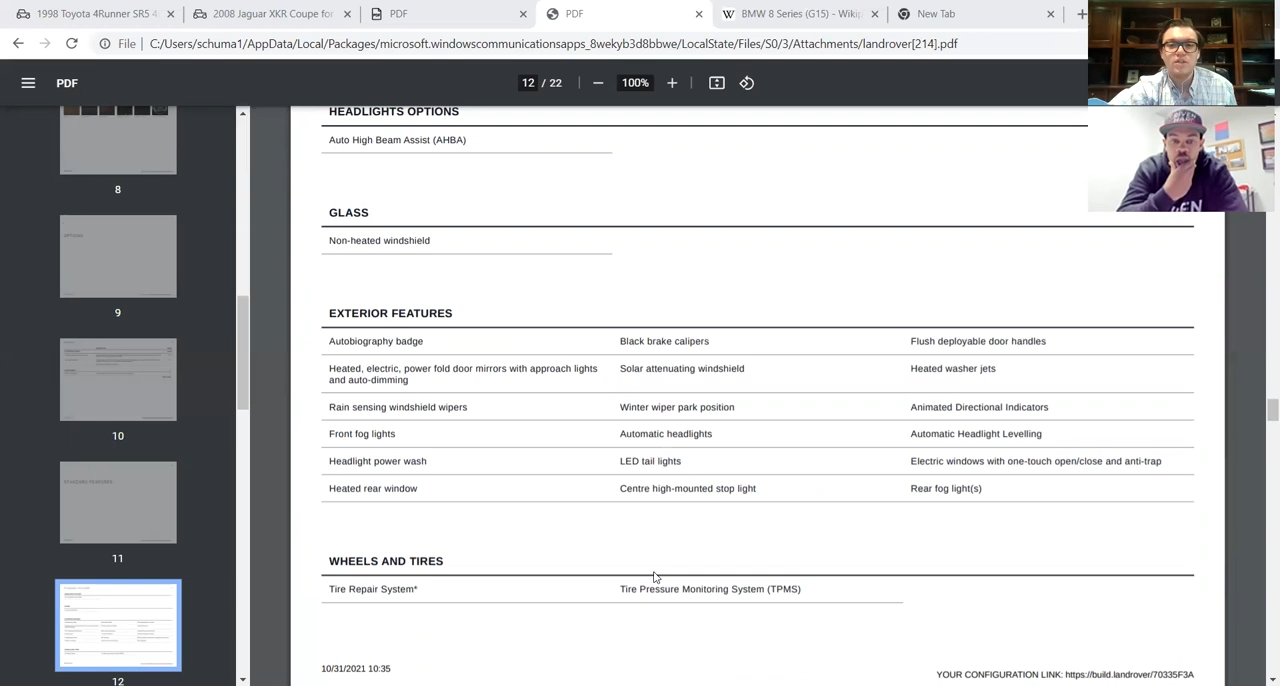 1998 Toyota 4Runner SR5 4
2008 Jaguar XKR Coupe for
PDF
PDF
BMW 8 Series (G15) - Wikip
New Tab
File
C:/Users/schuma1/AppData/Local/Packages/microsoft.windowscommunicationsapps_8wekyb3d8bbwe/LocalState/Files/S0/3/Attachments/landrover[214].pdf
PDF
12 / 22
100%
8
OPTIONS
9
10
STANDARD FEATURES
11
12
HEADLIGHTS OPTIONS
Auto High Beam Assist (AHBA)
GLASS
Non-heated windshield
EXTERIOR FEATURES
Autobiography badge
Black brake calipers
Flush deployable door handles
Heated, electric, power fold door mirrors with approach lights
and auto-dimming
Solar attenuating windshield
Heated washer jets
Rain sensing windshield wipers
Winter wiper park position
Animated Directional Indicators
Front fog lights
Automatic headlights
Automatic Headlight Levelling
Headlight power wash
LED tail lights
Electric windows with one-touch open/close and anti-trap
Heated rear window
Centre high-mounted stop light
Rear fog light(s)
WHEELS AND TIRES
Tire Repair System*
Tire Pressure Monitoring System (TPMS)
10/31/2021 10:35
YOUR CONFIGURATION LINK: https://build.landrover/70335F3A